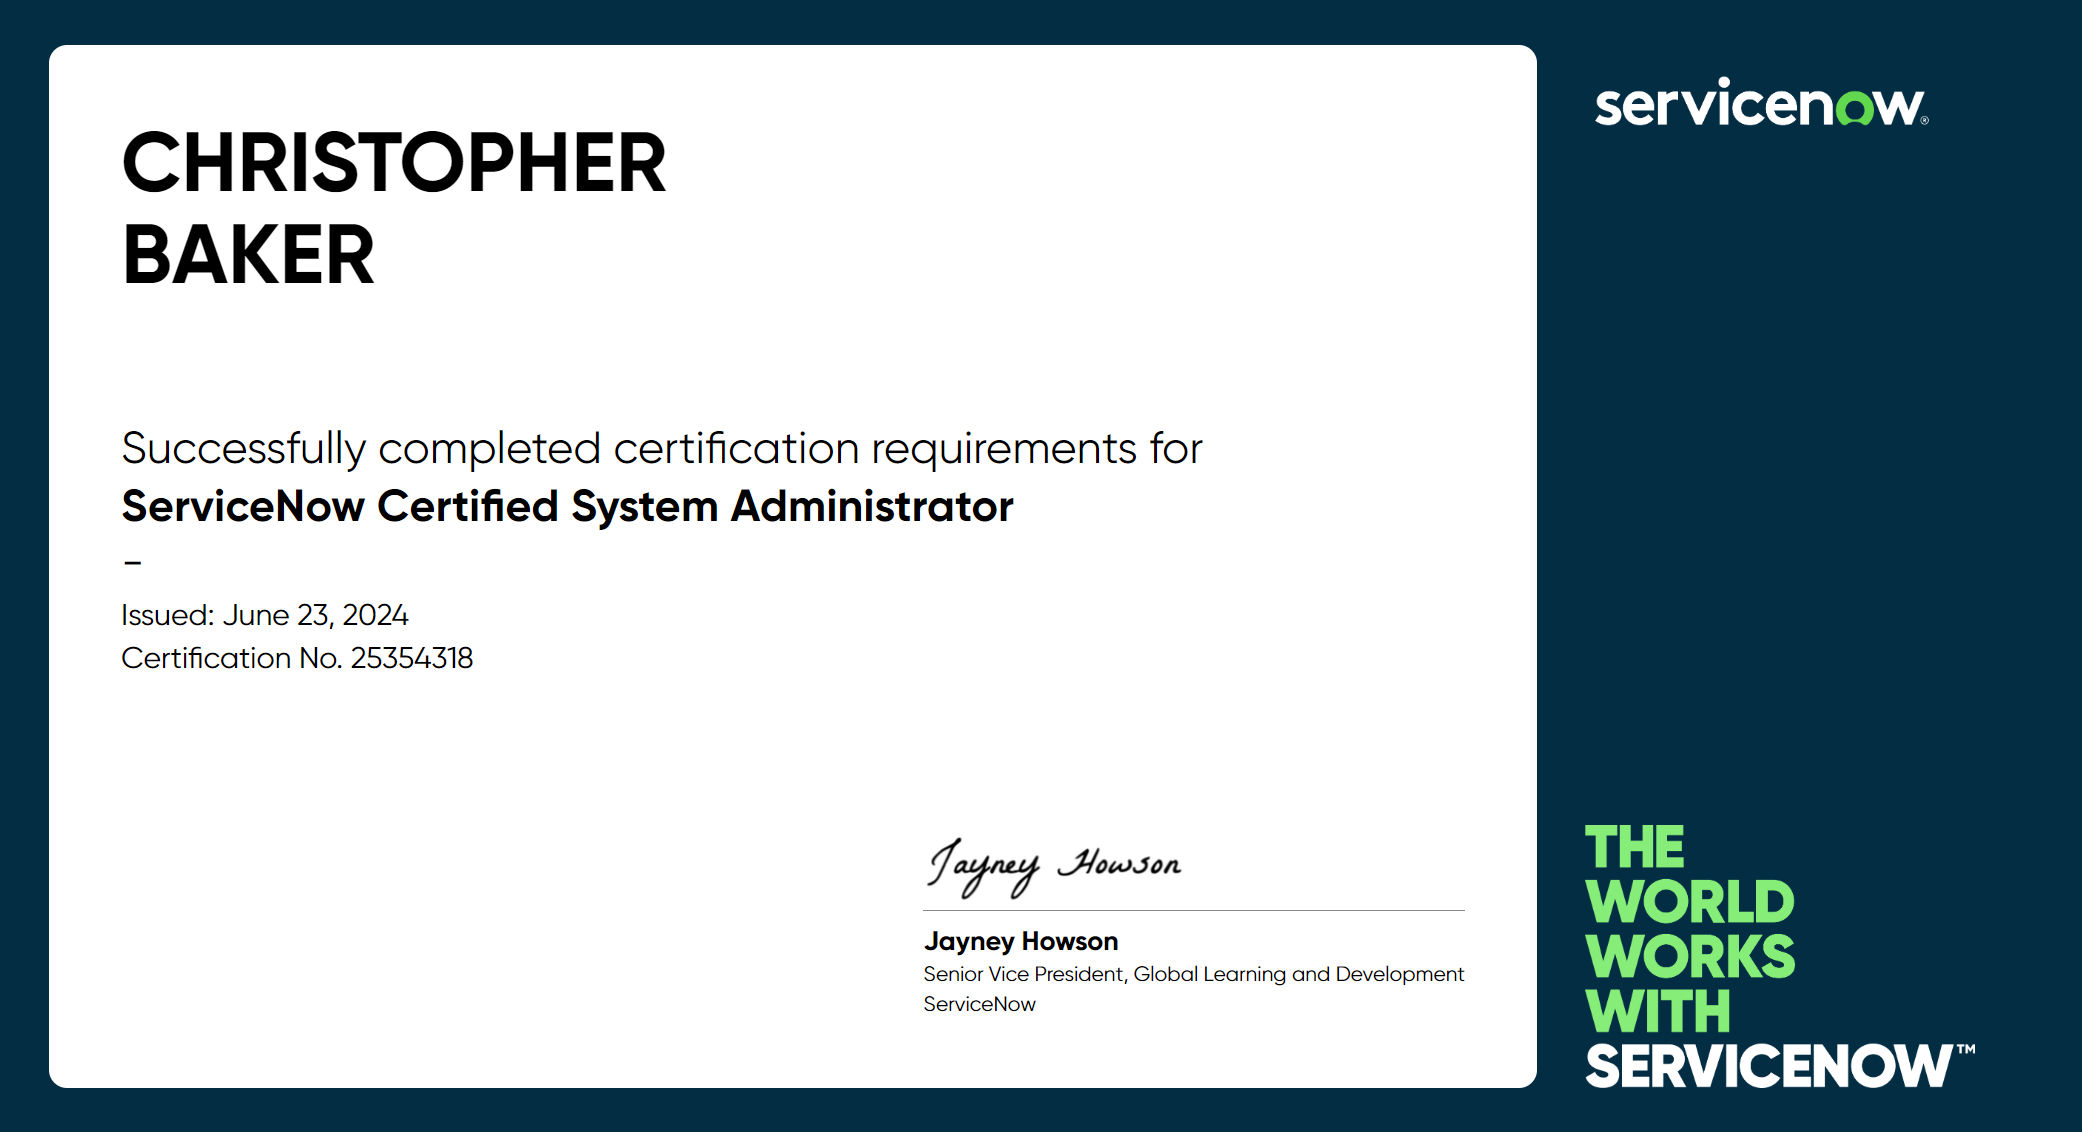 CHRISTOPHER
BAKER
Successfully completed certification requirements for
ServiceNow Certified System Administrator
–
Issued: June 23, 2024
Certification No. 25354318
Jayney Howson
Jayney Howson
Senior Vice President, Global Learning and Development
ServiceNow
servicenow®
THE
WORLD
WORKS
WITH
SERVICENOW™